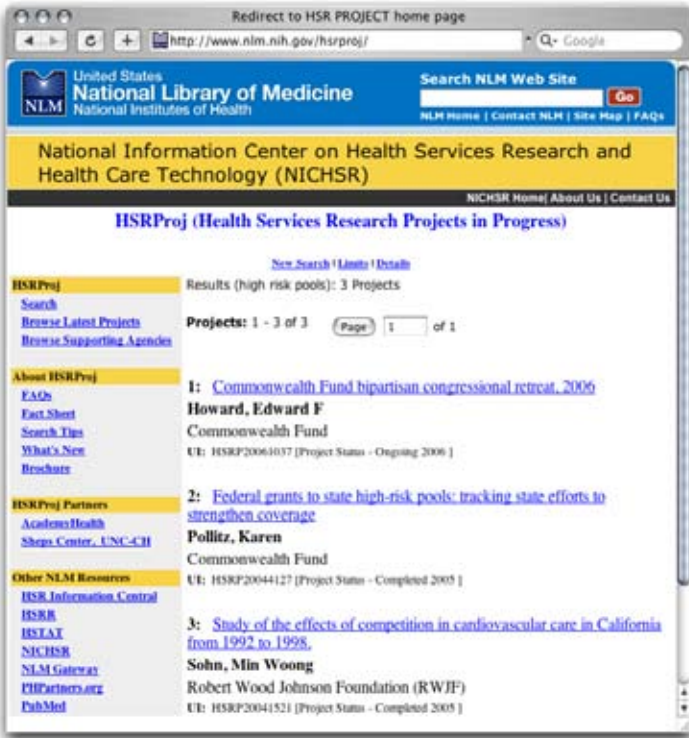 Redirect to HSR PROJECT home page
http://www.nlm.nih.gov/hsrproj/
Google
United States
National Library of Medicine
National Institutes of Health
NLM
Search NLM Web Site
Go
NLM Home | Contact NLM | Site Map | FAQs
National Information Center on Health Services Research and
Health Care Technology (NICHSR)
NICHSR Home| About Us | Contact Us
HSRProj (Health Services Research Projects in Progress)
New Search | Limits | Details
HSRProj
Search
Browse Latest Projects
Browse Supporting Agencies
About HSRProj
FAQs
Fact Sheet
Search Tips
What's New
Brochure
HSRProj Partners
AcademyHealth
Sheps Center, UNC-CH
Other NLM Resources
HSR Information Central
HSRR
HSTAT
NICHSR
NLM Gateway
PHPartners.org
PubMed
Results (high risk pools): 3 Projects
Projects: 1 - 3 of 3 Page 1 of 1
1: Commonwealth Fund bipartisan congressional retreat, 2006
Howard, Edward F
Commonwealth Fund
UI: HSRP20061037 [Project Status - Ongoing 2006 ]
2: Federal grants to state high-risk pools: tracking state efforts to
strengthen coverage
Pollitz, Karen
Commonwealth Fund
UI: HSRP20044127 [Project Status - Completed 2005 ]
3: Study of the effects of competition in cardiovascular care in California
from 1992 to 1998.
Sohn, Min Woong
Robert Wood Johnson Foundation (RWJF)
UI: HSRP20041521 [Project Status - Completed 2005 ]